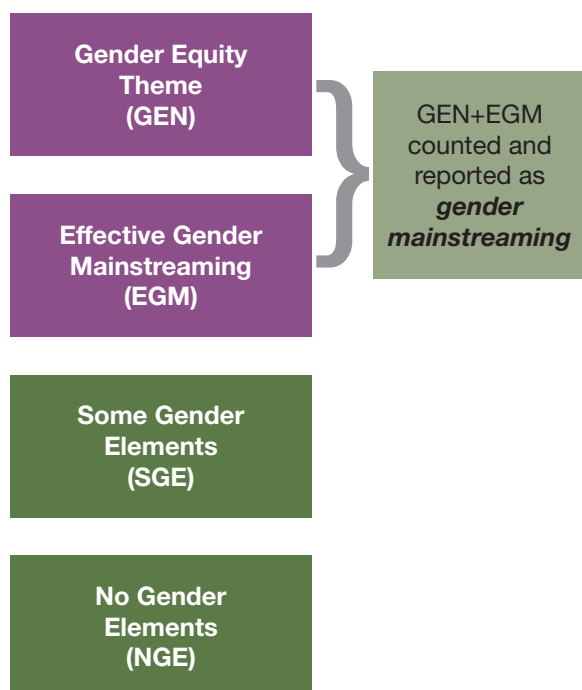 Gender Equity
Theme
(GEN)
GEN+EGM
counted and
reported as
gender
mainstreaming
Effective Gender
Mainstreaming
(EGM)
Some Gender
Elements
(SGE)
No Gender
Elements
(NGE)